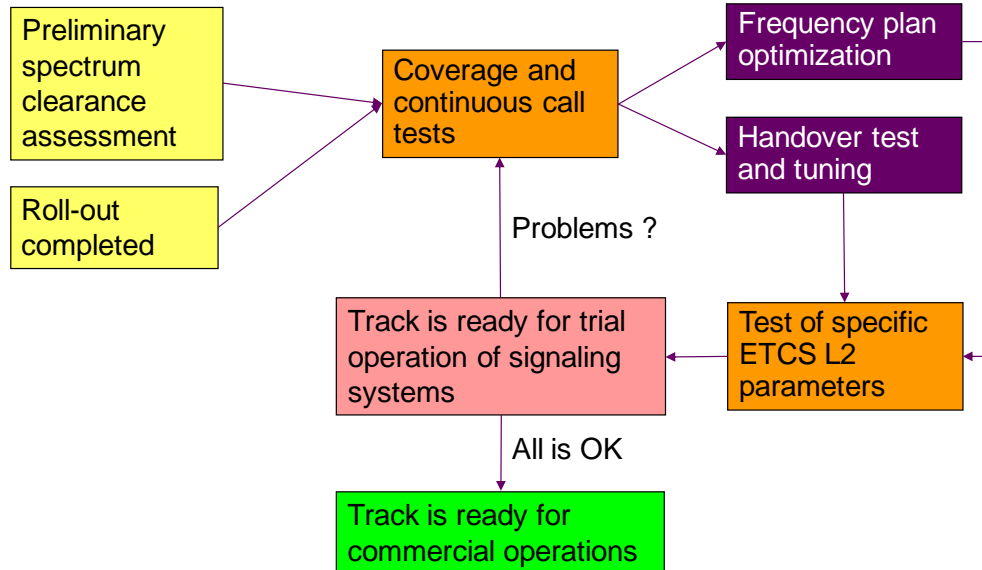 Preliminary
spectrum
clearance
assessment
Roll-out
completed
Coverage and
continuous call
tests
Frequency plan
optimization
Handover test
and tuning
Problems ?
Track is ready for trial
operation of signaling
systems
Test of specific
ETCS L2
parameters
All is OK
Track is ready for
commercial operations